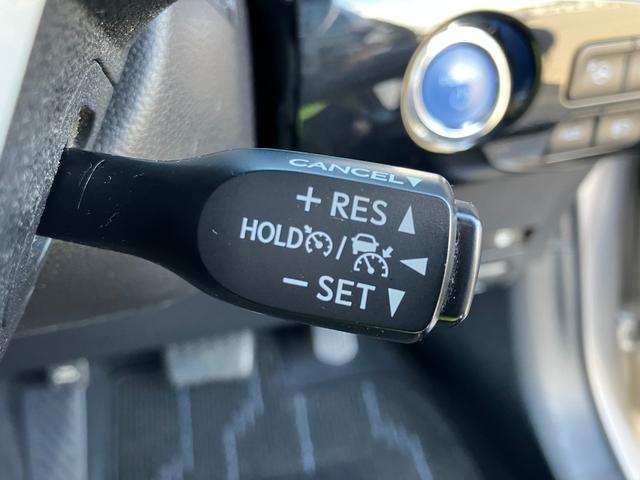 CANCEL▼
+ RES ▲
HOLD / ◀
− SET ▼